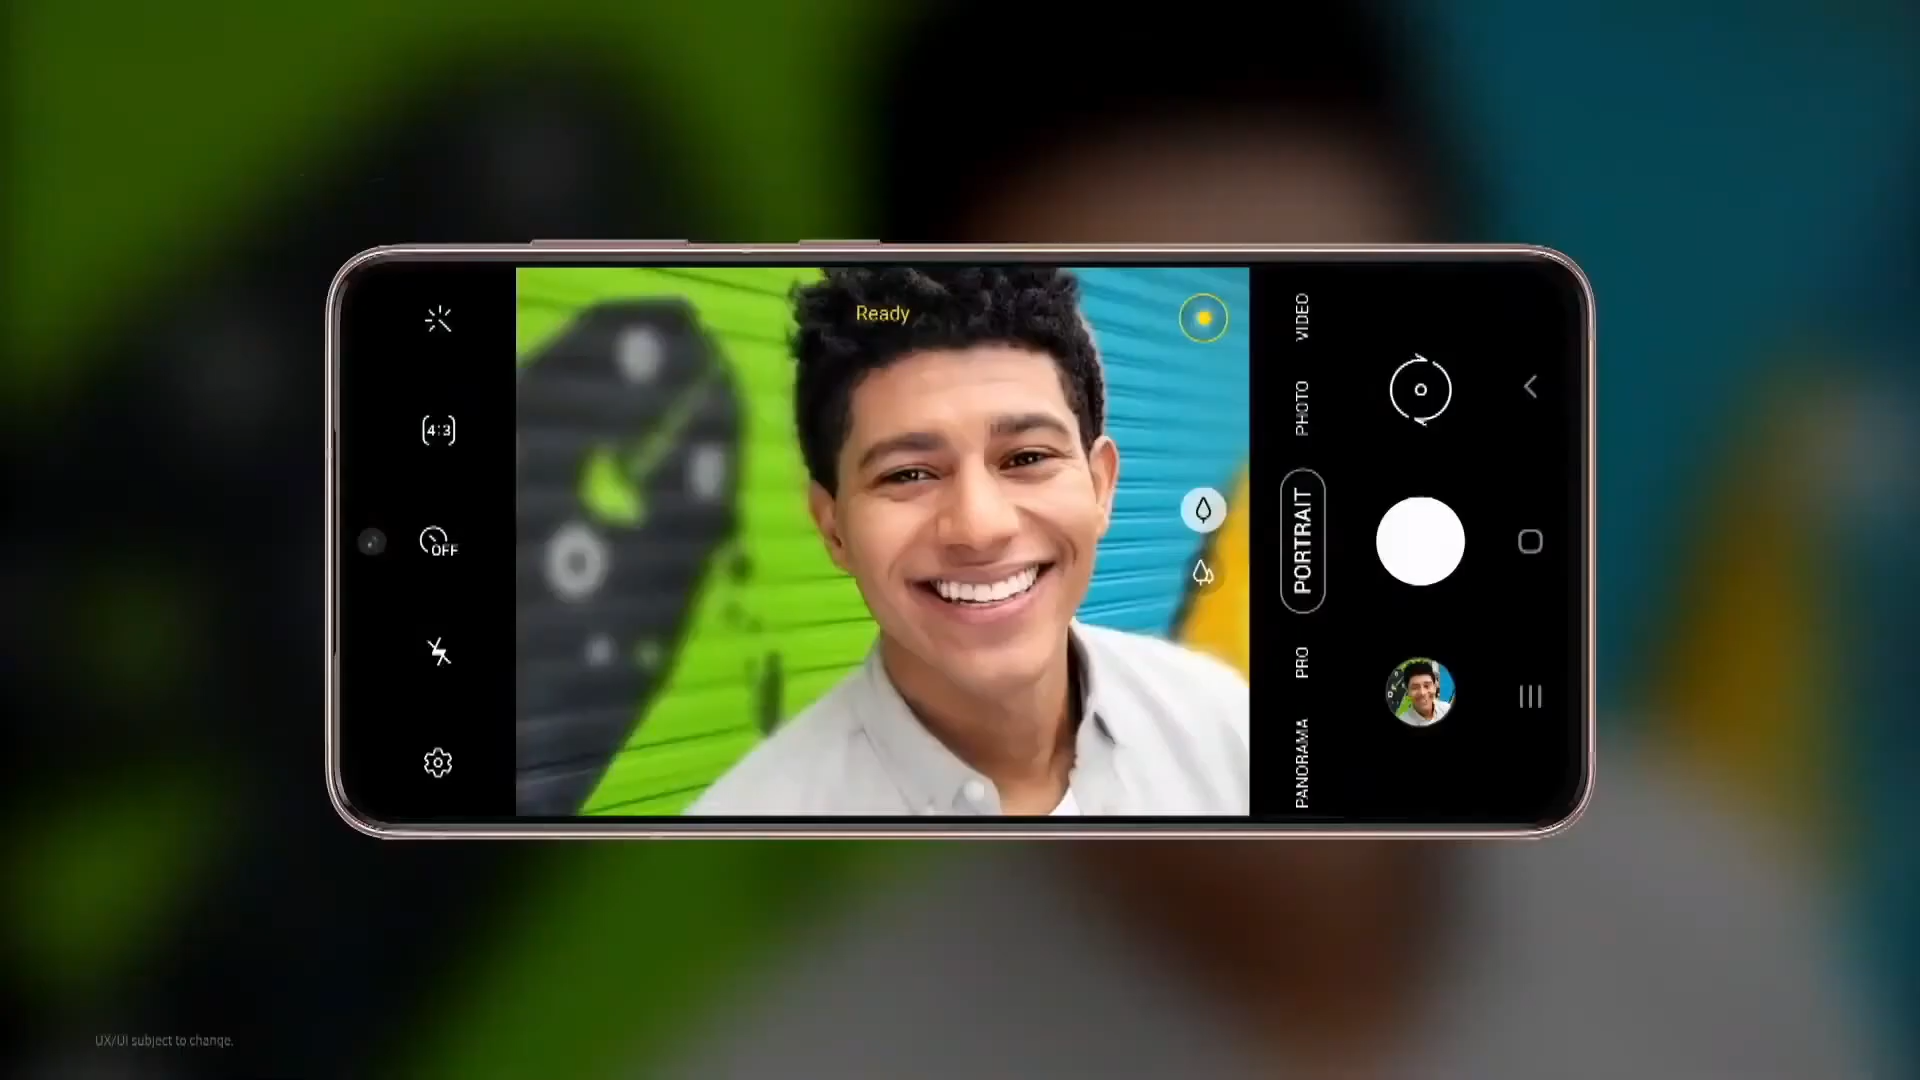 Ready
4:3
OFF
VIDEO
PHOTO
PORTRAIT
PRO
PANORAMA
UX/UI subject to change.